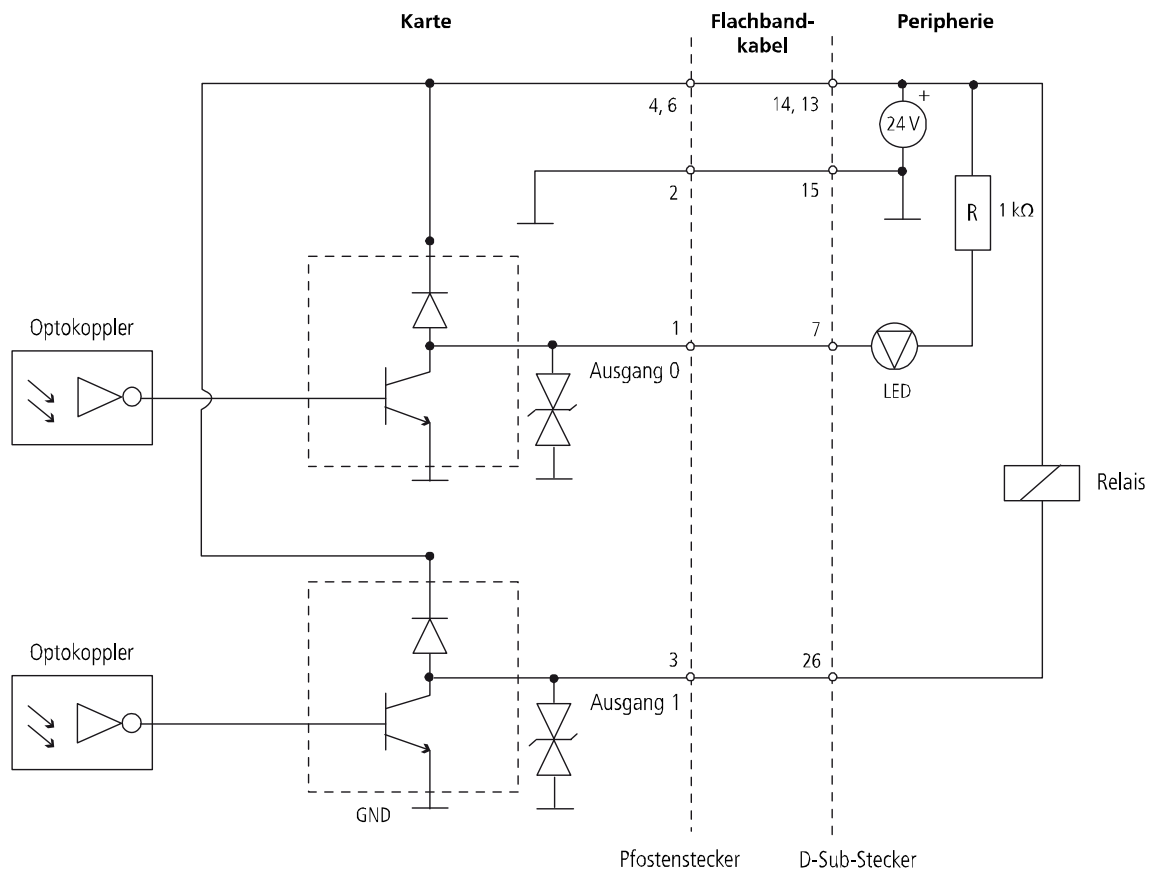 Karte
Flachband-
kabel
Peripherie
4, 6
14, 13
+
24 V
2
15
R
1 kΩ
Optokoppler
1
7
Ausgang 0
LED
Relais
Optokoppler
3
26
Ausgang 1
GND
Pfostenstecker
D-Sub-Stecker